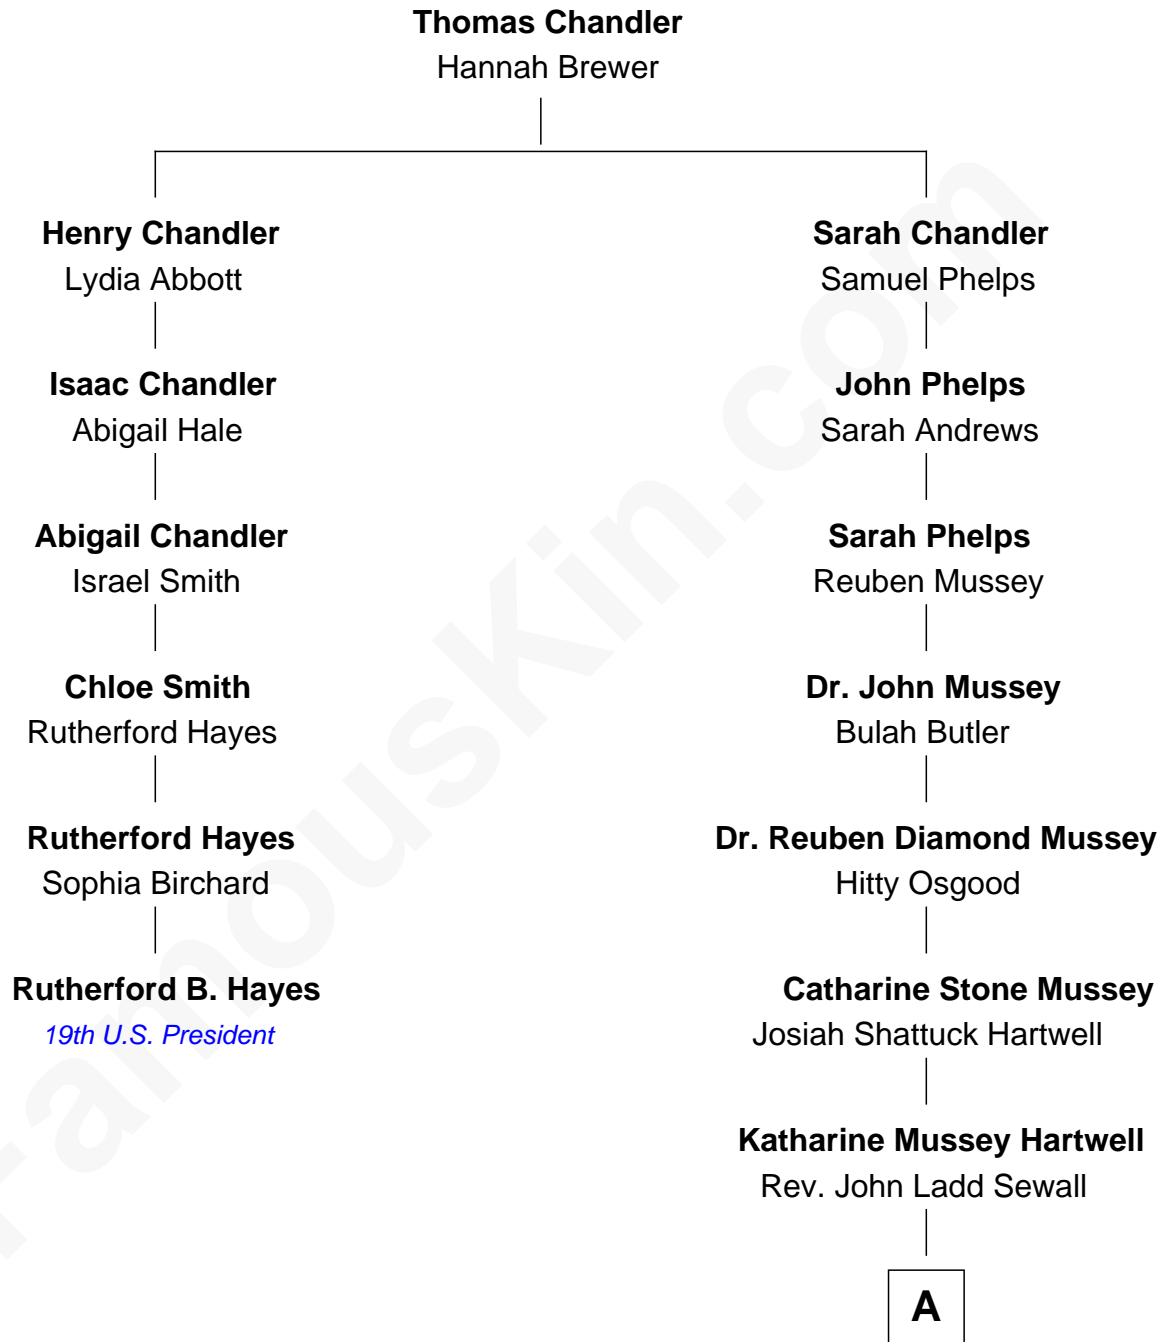 Thomas Chandler
Hannah Brewer
Henry Chandler
Lydia Abbott
Isaac Chandler
Abigail Hale
Abigail Chandler
Israel Smith
Chloe Smith
Rutherford Hayes
Rutherford Hayes
Sophia Birchard
Rutherford B. Hayes
19th U.S. President
Sarah Chandler
Samuel Phelps
John Phelps
Sarah Andrews
Sarah Phelps
Reuben Mussey
Dr. John Mussey
Bulah Butler
Dr. Reuben Diamond Mussey
Hitty Osgood
Catharine Stone Mussey
Josiah Shattuck Hartwell
Katharine Mussey Hartwell
Rev. John Ladd Sewall
A
FamousKin.com